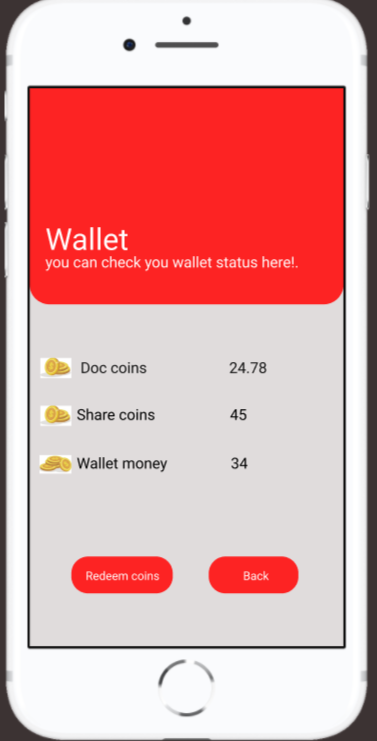 Wallet
you can check you wallet status here!.
Doc coins 24.78
Share coins 45
Wallet money 34
Redeem coins Back